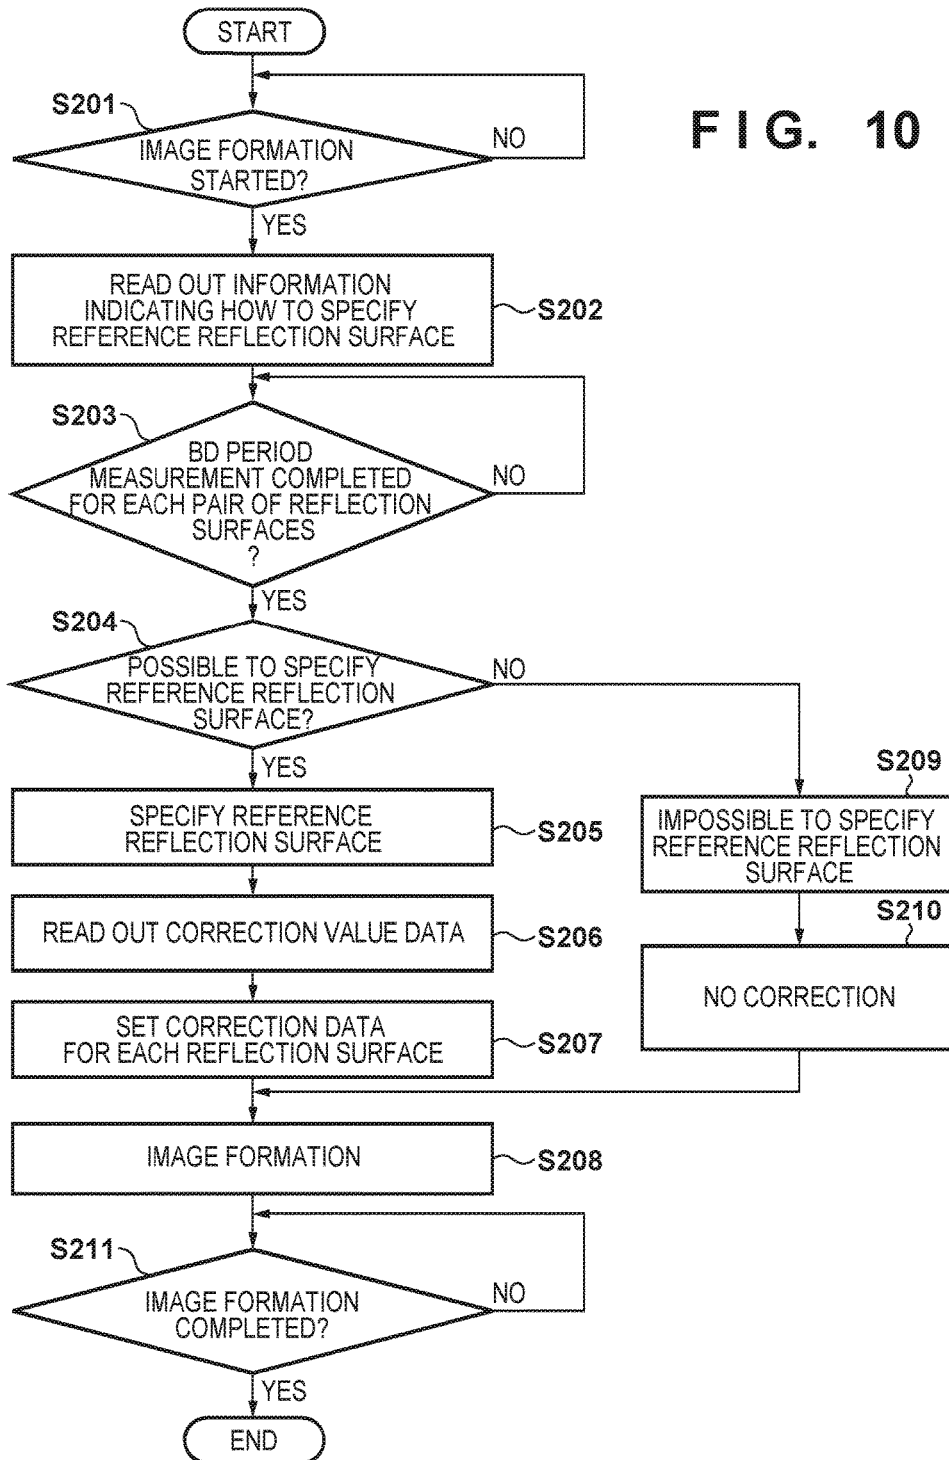 START
FIG. 10
S201
IMAGE FORMATION
STARTED?
NO
YES
READ OUT INFORMATION
INDICATING HOW TO SPECIFY
REFERENCE REFLECTION SURFACE
S202
S203
BD PERIOD
MEASUREMENT COMPLETED
FOR EACH PAIR OF REFLECTION
SURFACES
?
NO
YES
S204
POSSIBLE TO SPECIFY
REFERENCE REFLECTION
SURFACE?
NO
YES
SPECIFY REFERENCE
REFLECTION SURFACE
S205
S209
IMPOSSIBLE TO SPECIFY
REFERENCE REFLECTION
SURFACE
READ OUT CORRECTION VALUE DATA
S206
S210
NO CORRECTION
SET CORRECTION DATA
FOR EACH REFLECTION SURFACE
S207
IMAGE FORMATION
S208
S211
IMAGE FORMATION
COMPLETED?
NO
YES
END